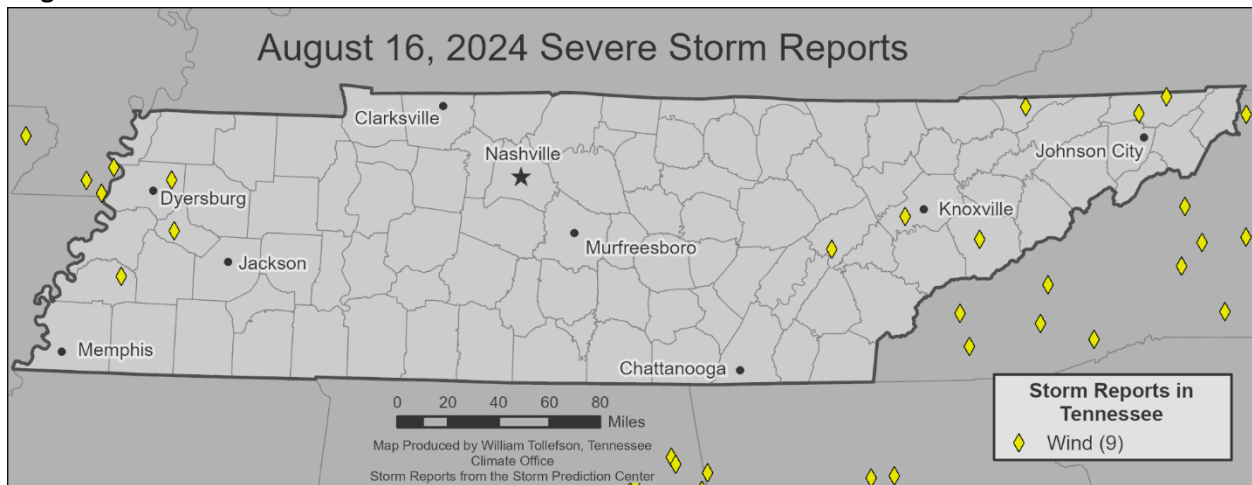 August 16, 2024 Severe Storm Reports
Clarksville
Nashville
Johnson City
Dyersburg
Knoxville
Murfreesboro
Jackson
Memphis
Chattanooga
0 20 40 60 80
Miles
Map Produced by William Tollefson, Tennessee
Climate Office
Storm Reports from the Storm Prediction Center
Storm Reports in
Tennessee
Wind (9)